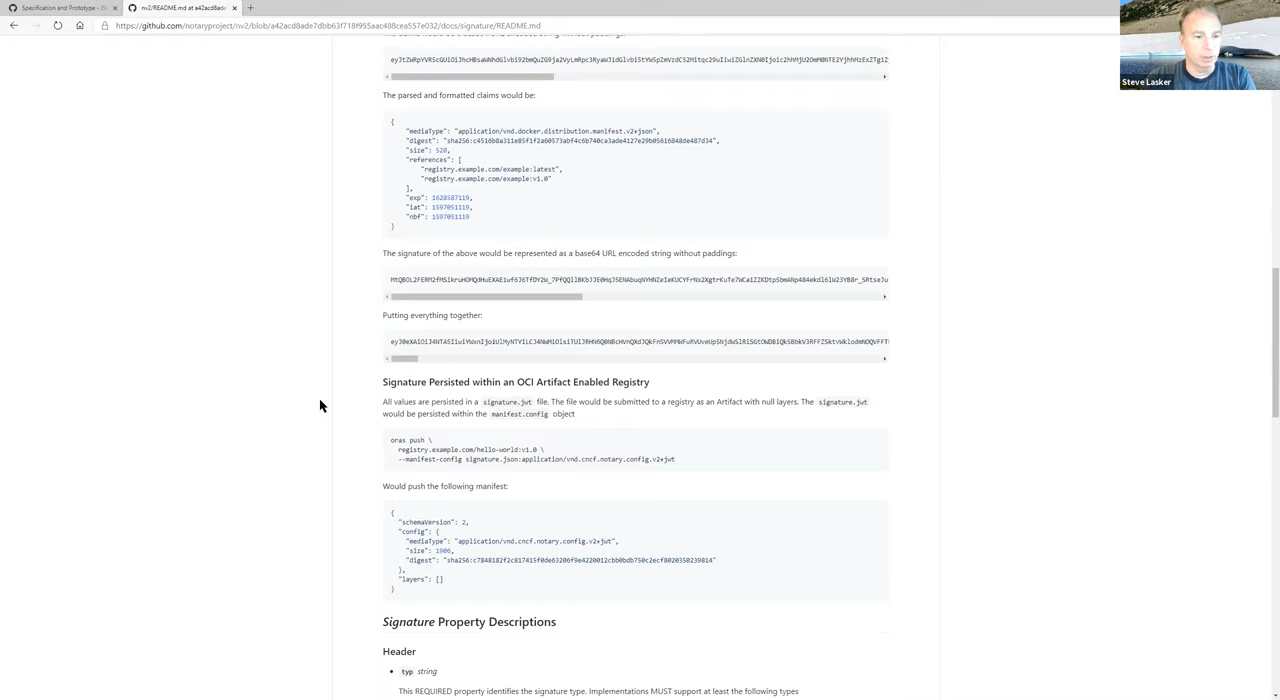 Specification and Prototype -
nv2/README.md at a42acd8ade
https://github.com/notaryproject/nv2/blob/a42acd8ade7dbb63f718f955aac488cea557e032/docs/signature/README.md
Steve Lasker
The parsed and formatted claims would be:
{
"mediaType": "application/vnd.docker.distribution.manifest.v2+json",
"digest": "sha256:c4516b8a311e85f1f2a60573abf4c6b740ca3ade4127e29b05616848de487d34",
"size": 528,
"references": [
"registry.example.com/example:latest",
"registry.example.com/example:v1.0"
],
"exp": 1628587119,
"iat": 1597051119,
"nbf": 1597051119
}
The signature of the above would be represented as a base64 URL encoded string without paddings:
Putting everything together:
Signature Persisted within an OCI Artifact Enabled Registry
All values are persisted in a signature.jwt file. The file would be submitted to a registry as an Artifact with null layers. The signature.jwt
would be persisted within the manifest.config object
oras push \
registry.example.com/hello-world:v1.0 \
--manifest-config signature.json:application/vnd.cncf.notary.config.v2+jwt
Would push the following manifest:
{
"schemaVersion": 2,
"config": {
"mediaType": "application/vnd.cncf.notary.config.v2+jwt",
"size": 1906,
"digest": "sha256:c7848182f2c817415f0de63206f9e4220012cbb0bdb750c2ecf8020350239814"
},
"layers": []
}
Signature Property Descriptions
Header
• typ string
This REQUIRED property identifies the signature type. Implementations MUST support at least the following types